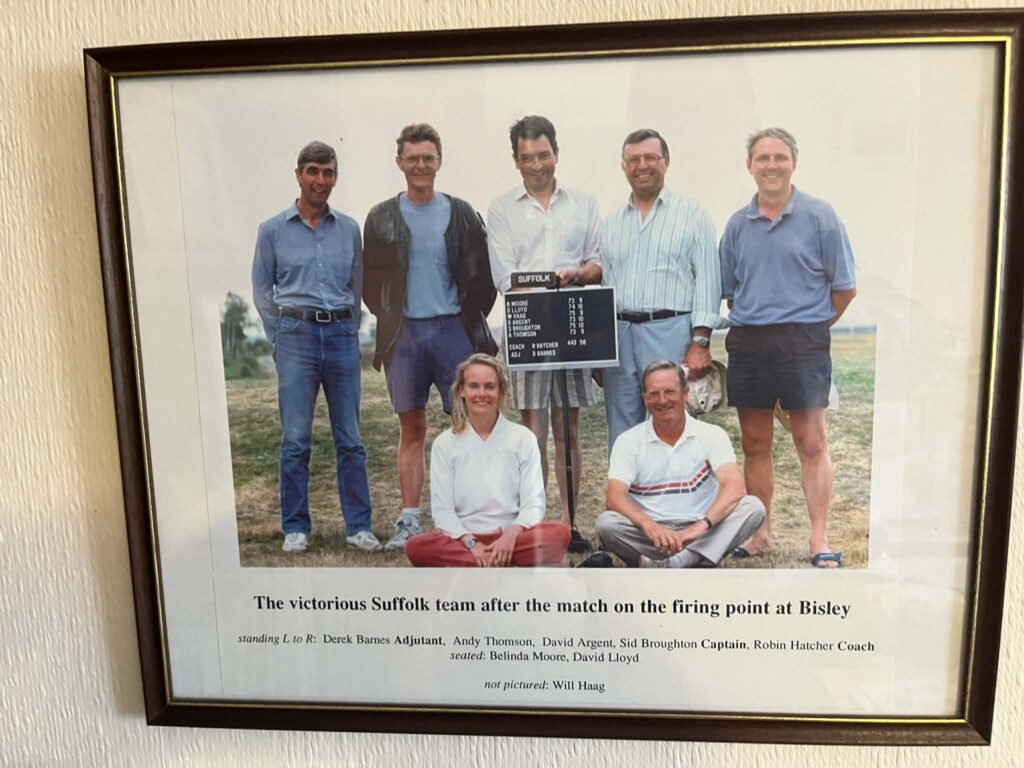 SUFFOLK
B MOORE 73 8
D LLOYD 74 10
W HAAG 75 9
D ARGENT 73 10
S BROUGHTON 75 10
A THOMSON 73 9
COACH R HATCHER 443 56
ADJ D BARNES
The victorious Suffolk team after the match on the firing point at Bisley
standing L to R: Derek Barnes Adjutant, Andy Thomson, David Argent, Sid Broughton Captain, Robin Hatcher Coach
seated: Belinda Moore, David Lloyd
not pictured: Will Haag